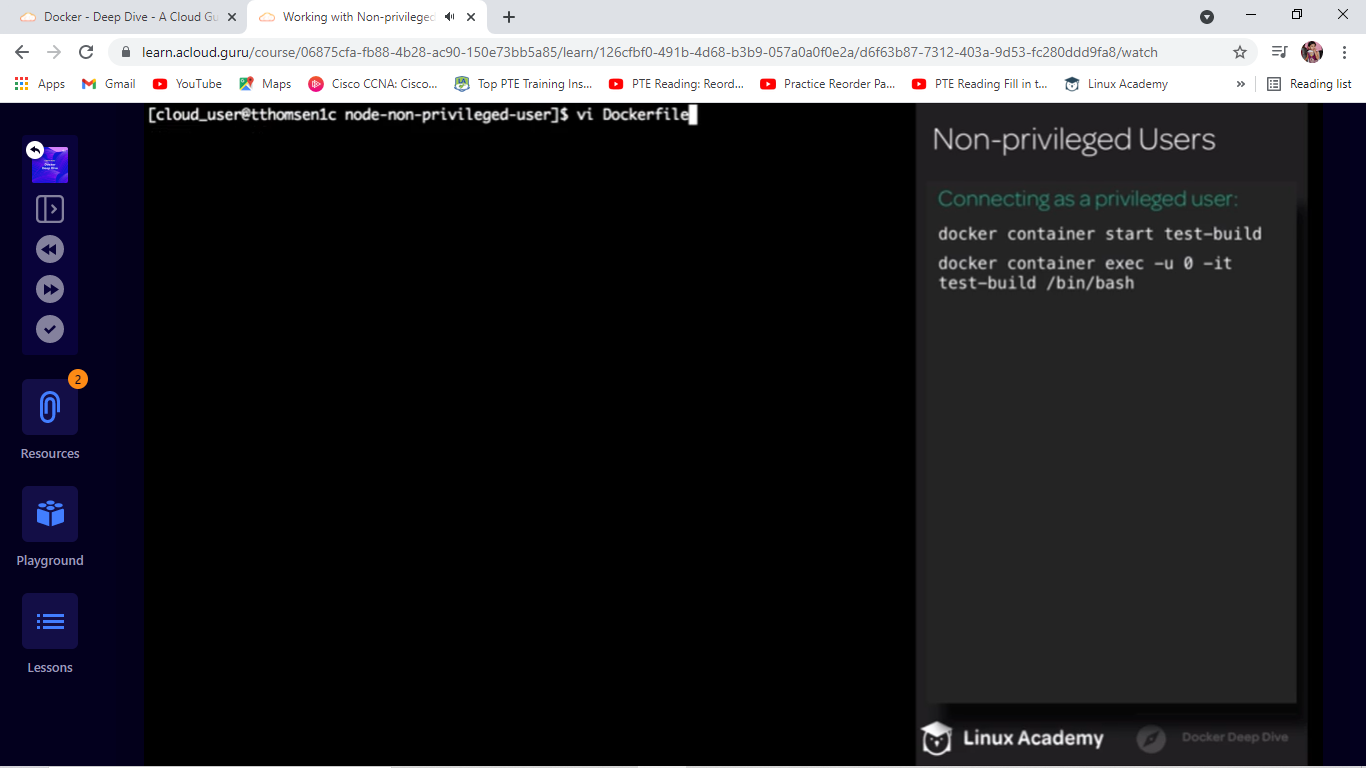 Docker - Deep Dive - A Cloud Gu
Working with Non-privileged
learn.acloud.guru/course/06875cfa-fb88-4b28-ac90-150e73bb5a85/learn/126cfbf0-491b-4d68-b3b9-057a0a0f0e2a/d6f63b87-7312-403a-9d53-fc280ddd9fa8/watch
Apps Gmail YouTube Maps Cisco CCNA: Cisco... Top PTE Training Ins... PTE Reading: Reord... Practice Reorder Pa... PTE Reading Fill in t... Linux Academy » Reading list
[cloud_user@tthomsen1c node-non-privileged-user]$ vi Dockerfile
Non-privileged Users
Connecting as a privileged user:
docker container start test-build
docker container exec -u 0 -it
test-build /bin/bash
2
Resources
Playground
Lessons
Linux Academy
Docker Deep Dive